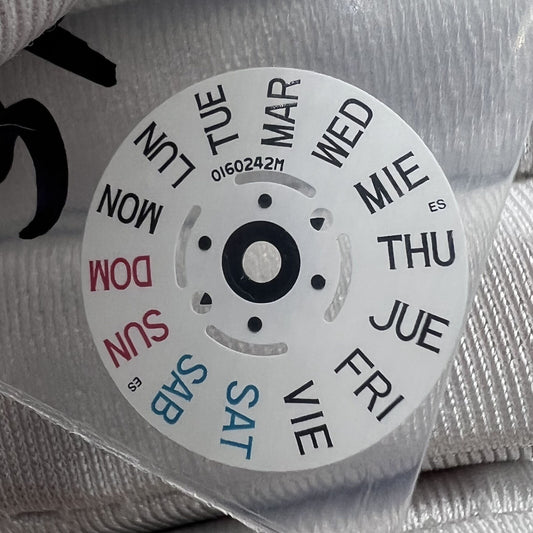 SUN
DOM
MON
LUN
TUE
MAR
WED
MIE
THU
JUE
FRI
VIE
SAT
SAB
0160242M
ES
ES